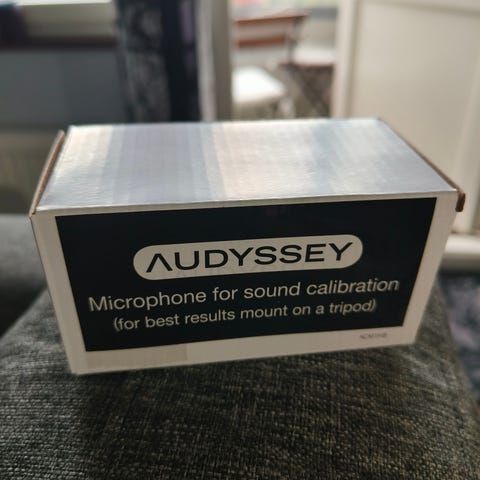 AUDYSSEY
Microphone for sound calibration
(for best results mount on a tripod)